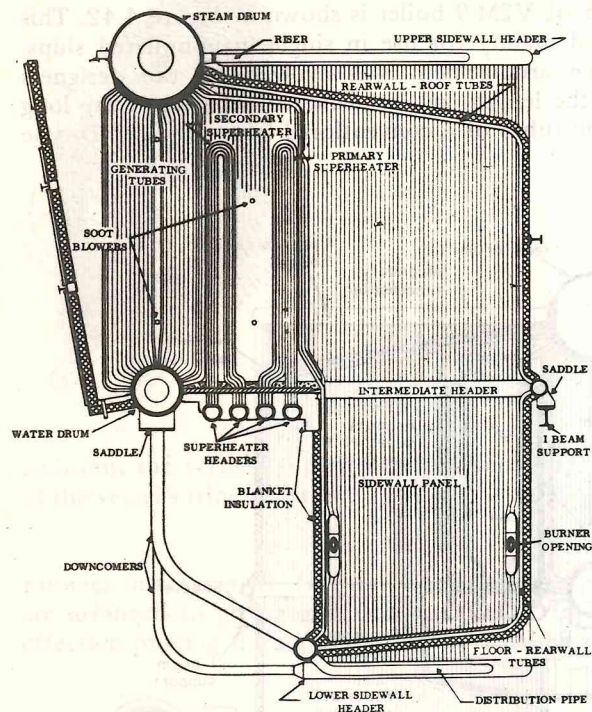 STEAM DRUM
RISER
UPPER SIDEWALL HEADER
REARWALL - ROOF TUBES
SECONDARY
SUPERHEATER
PRIMARY
SUPERHEATER
GENERATING
TUBES
SOOT
BLOWERS
SADDLE
INTERMEDIATE HEADER
I BEAM
SUPPORT
WATER DRUM
SADDLE
SUPERHEATER
HEADERS
BLANKET
INSULATION
SIDEWALL PANEL
BURNER
OPENING
DOWNCOMERS
FLOOR - REARWALL
TUBES
LOWER SIDEWALL
HEADER
DISTRIBUTION PIPE